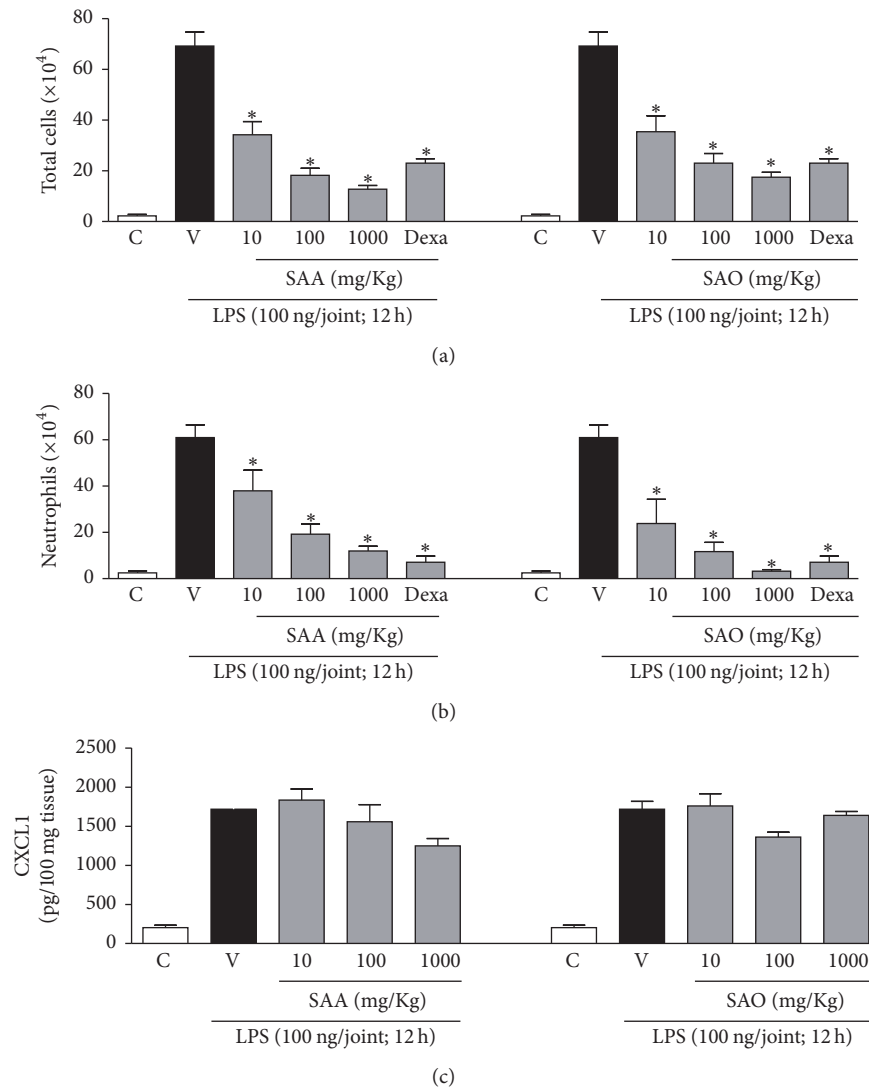 Total cells (×10⁴)
80
60
40
20
0
* * * *
* * * *
C V 10 100 1000 Dexa C V 10 100 1000 Dexa
SAA (mg/Kg) SAO (mg/Kg)
LPS (100 ng/joint; 12 h) LPS (100 ng/joint; 12 h)
(a)
Neutrophils (×10⁴)
80
60
40
20
0
* * * *
* * * *
C V 10 100 1000 Dexa C V 10 100 1000 Dexa
SAA (mg/Kg) SAO (mg/Kg)
LPS (100 ng/joint; 12 h) LPS (100 ng/joint; 12 h)
(b)
CXCL1
(pg/100 mg tissue)
2500
2000
1500
1000
500
0
C V 10 100 1000 C V 10 100 1000
SAA (mg/Kg) SAO (mg/Kg)
LPS (100 ng/joint; 12 h) LPS (100 ng/joint; 12 h)
(c)